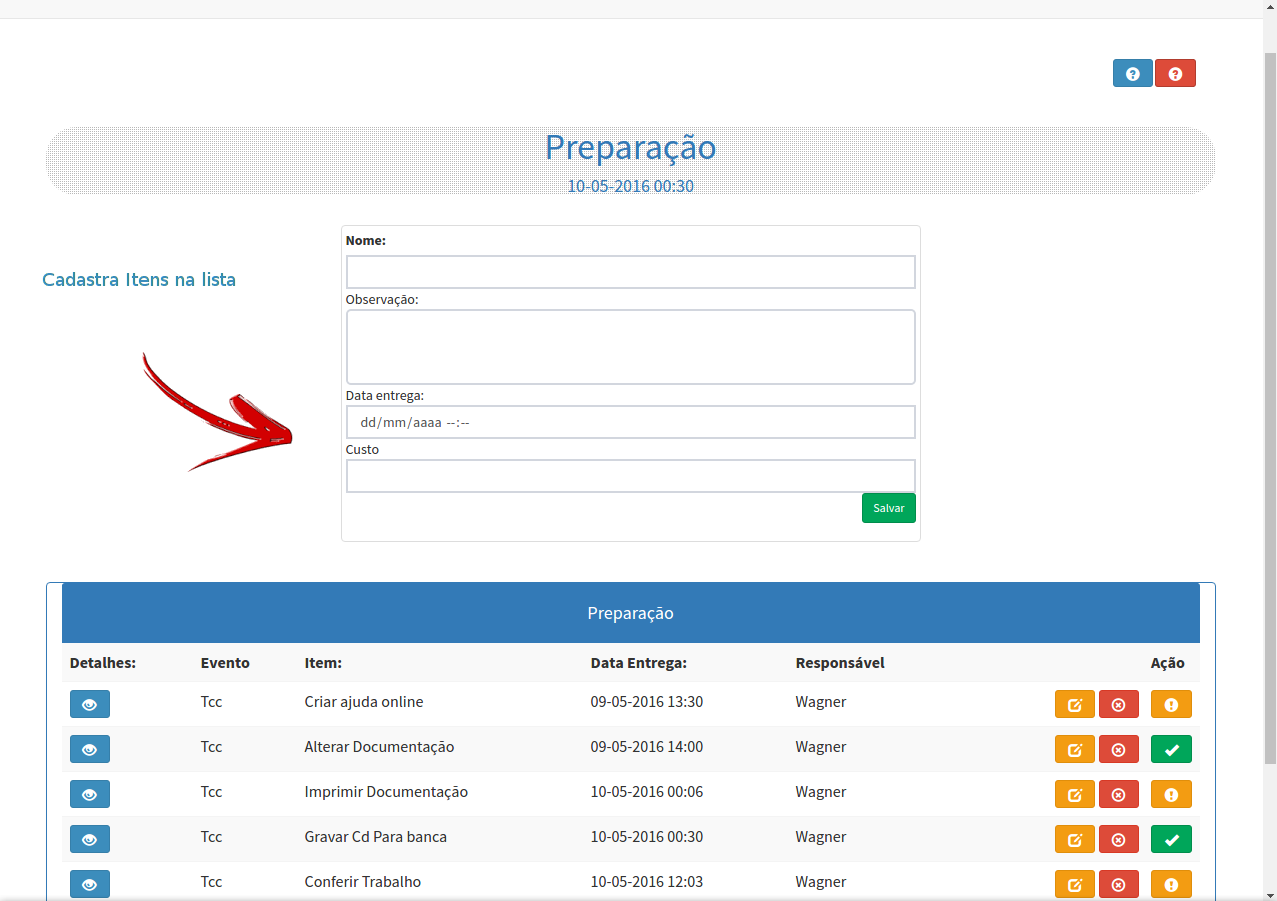 Preparação
10-05-2016 00:30
Nome:
Cadastra Itens na lista
Observação:
Data entrega:
dd/mm/aaaa --:--
Custo
Salvar
Preparação
Detalhes: Evento Item: Data Entrega: Responsável Ação
Tcc Criar ajuda online 09-05-2016 13:30 Wagner
Tcc Alterar Documentação 09-05-2016 14:00 Wagner
Tcc Imprimir Documentação 10-05-2016 00:06 Wagner
Tcc Gravar Cd Para banca 10-05-2016 00:30 Wagner
Tcc Conferir Trabalho 10-05-2016 12:03 Wagner